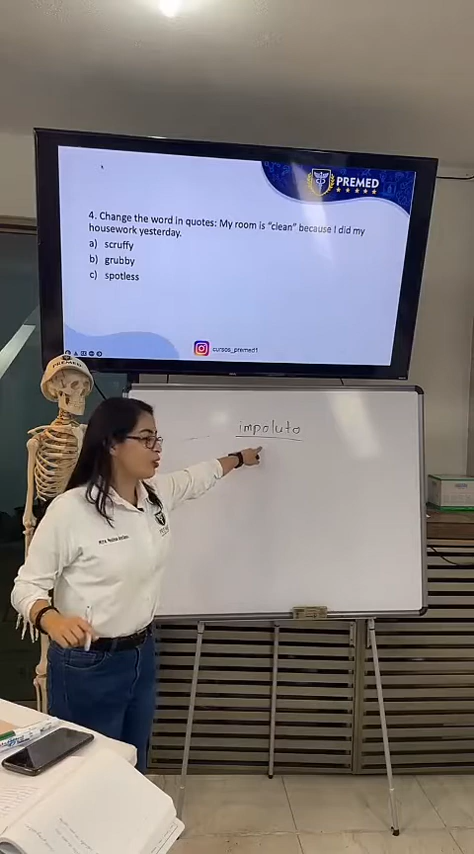 PREMED
4. Change the word in quotes: My room is "clean" because I did my
housework yesterday.
a) scruffy
b) grubby
c) spotless
cursos_premed1
PREMED
impoluto